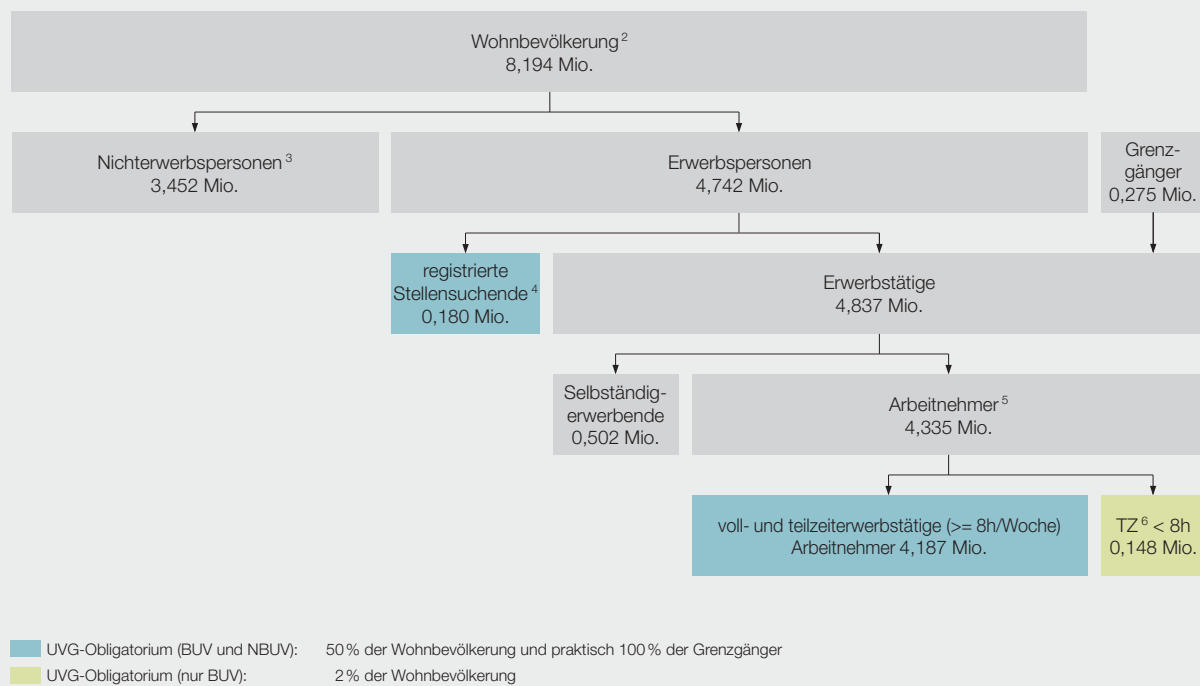 Wohnbevölkerung ²
8,194 Mio.
Nichterwerbspersonen ³
3,452 Mio.
Erwerbspersonen
4,742 Mio.
Grenz-
gänger
0,275 Mio.
registrierte
Stellensuchende ⁴
0,180 Mio.
Erwerbstätige
4,837 Mio.
Selbständig-
erwerbende
0,502 Mio.
Arbeitnehmer ⁵
4,335 Mio.
voll- und teilzeiterwerbstätige (>= 8h/Woche)
Arbeitnehmer 4,187 Mio.
TZ ⁶ < 8h
0,148 Mio.
UVG-Obligatorium (BUV und NBUV): 50 % der Wohnbevölkerung und praktisch 100 % der Grenzgänger
UVG-Obligatorium (nur BUV): 2 % der Wohnbevölkerung